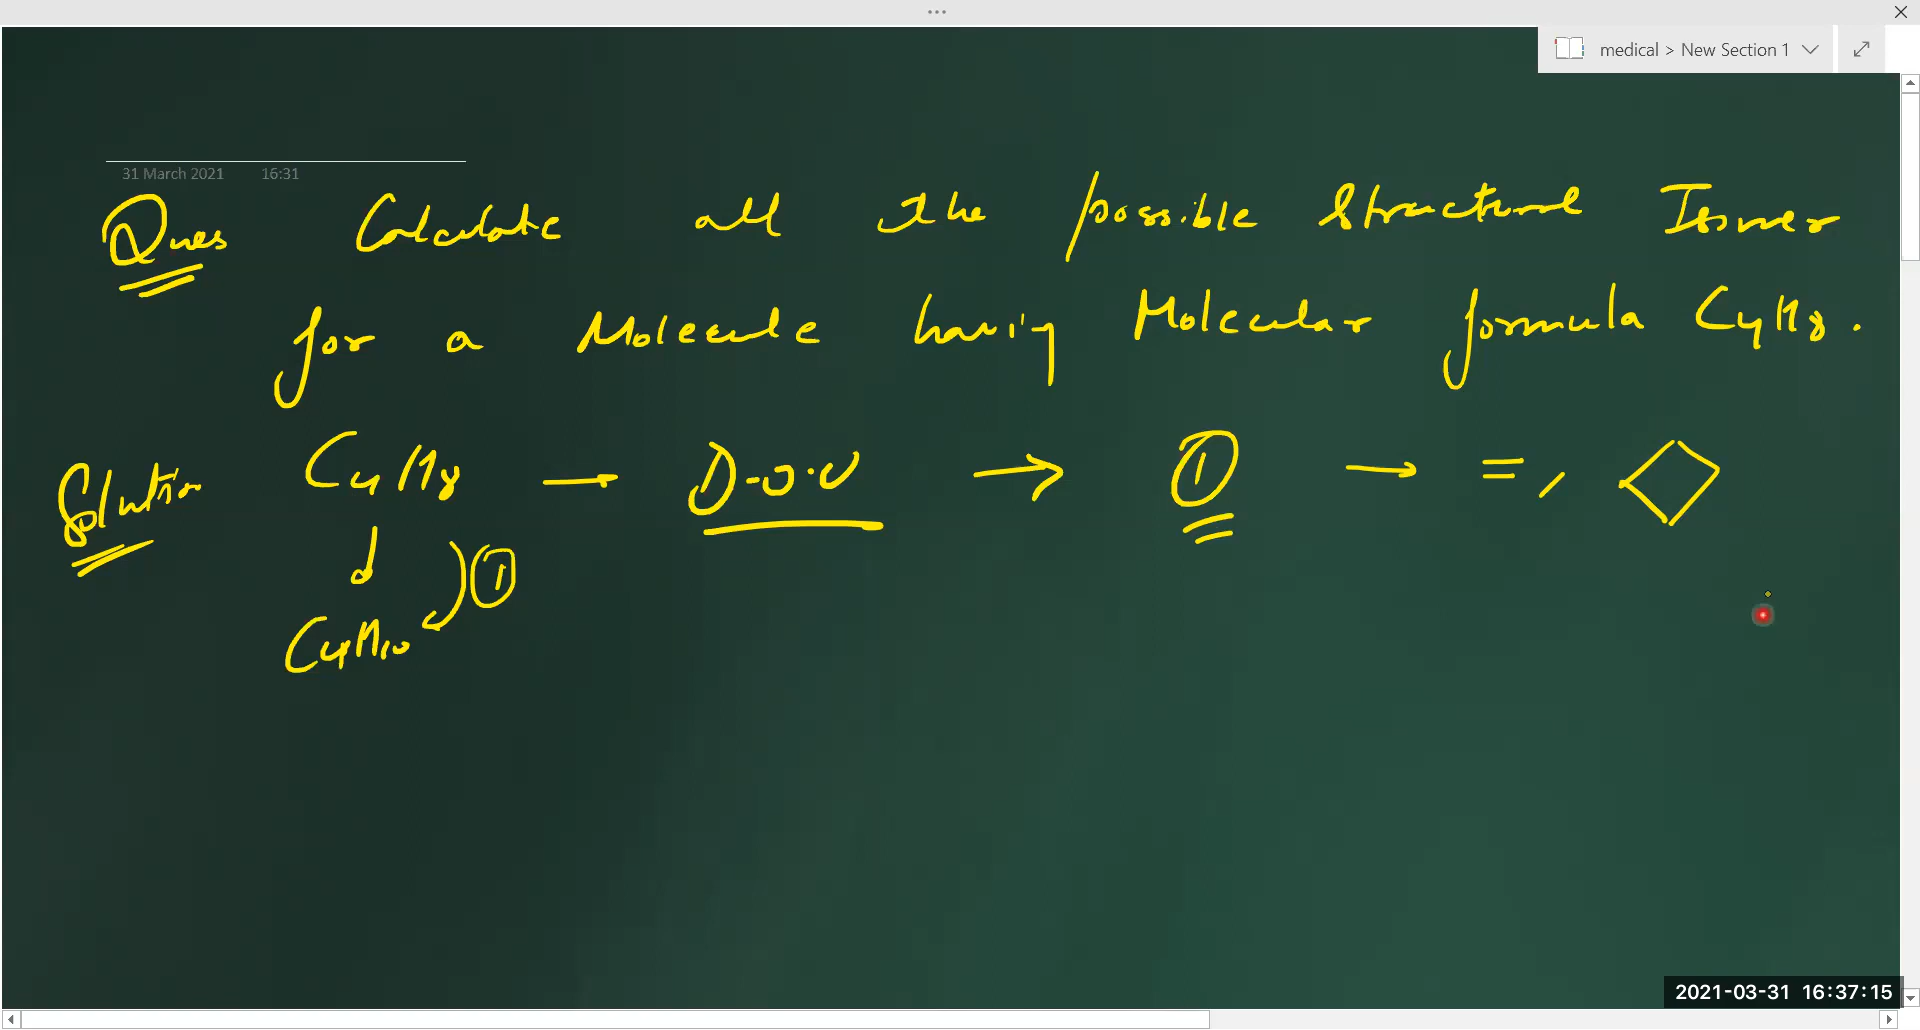 medical > New Section 1
31 March 2021 16:31
Ques Calculate all the possible Structural Isomer
for a Molecule having Molecular formula C4H8.
Solution C4H8 → D.O.U → 1 → =,
1
C4H10
2021-03-31 16:37:15